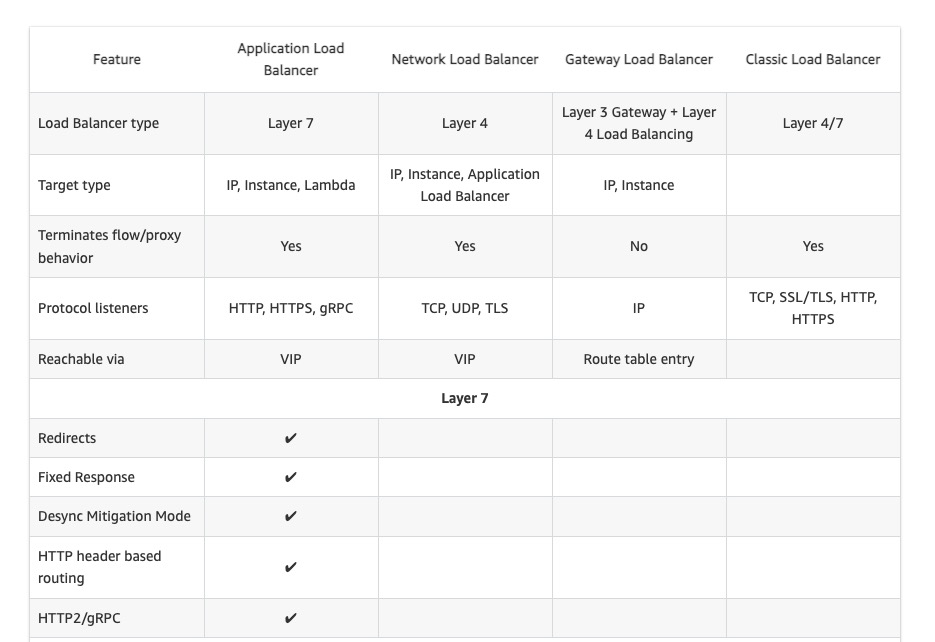 Feature
Application Load
Balancer
Network Load Balancer
Gateway Load Balancer
Classic Load Balancer
Load Balancer type
Layer 7
Layer 4
Layer 3 Gateway + Layer
4 Load Balancing
Layer 4/7
Target type
IP, Instance, Lambda
IP, Instance, Application
Load Balancer
IP, Instance
Terminates flow/proxy
behavior
Yes
Yes
No
Yes
Protocol listeners
HTTP, HTTPS, gRPC
TCP, UDP, TLS
IP
TCP, SSL/TLS, HTTP,
HTTPS
Reachable via
VIP
VIP
Route table entry
Layer 7
Redirects
✔
Fixed Response
✔
Desync Mitigation Mode
✔
HTTP header based
routing
✔
HTTP2/gRPC
✔